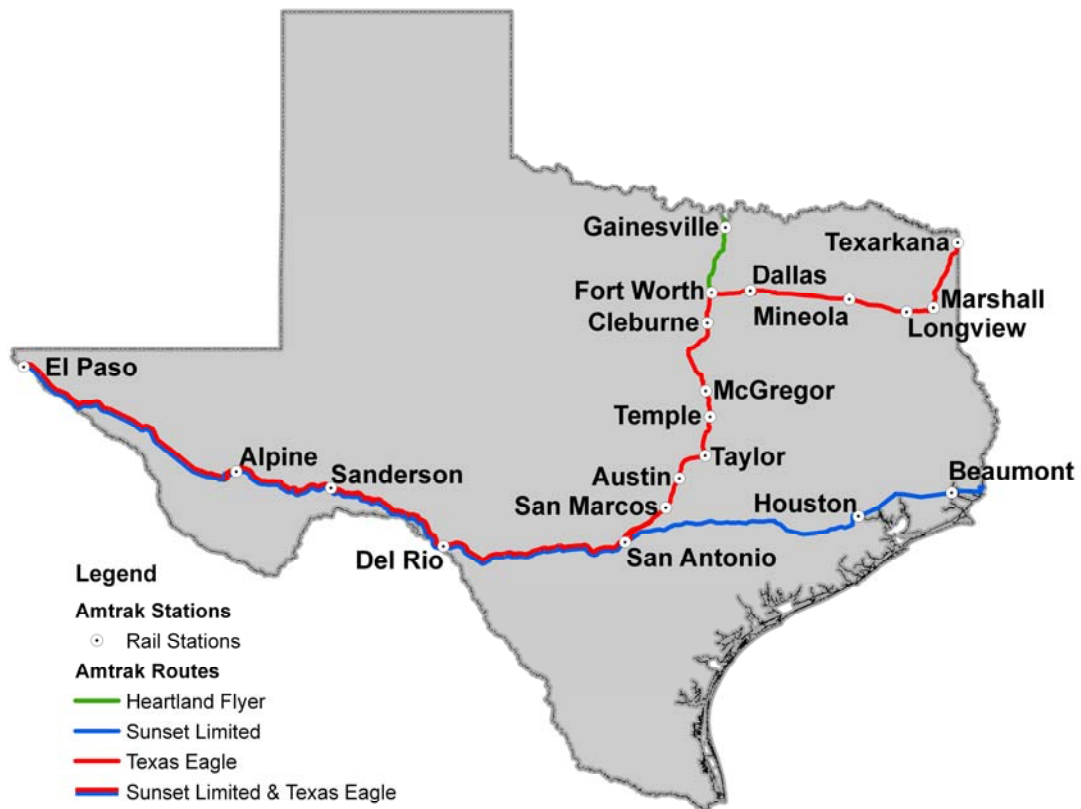 Gainesville
Texarkana
Fort Worth
Dallas
Mineola
Marshall
Longview
Cleburne
El Paso
McGregor
Temple
Alpine
Sanderson
Austin
Taylor
San Marcos
Houston
Beaumont
Del Rio
San Antonio
Legend
Amtrak Stations
Rail Stations
Amtrak Routes
Heartland Flyer
Sunset Limited
Texas Eagle
Sunset Limited & Texas Eagle